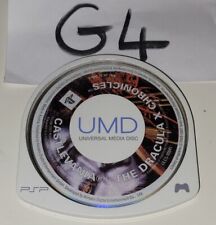 G4
UMD
UNIVERSAL MEDIA DISC
CASTLEVANIA THE DRACULA X CHRONICLES
PSP